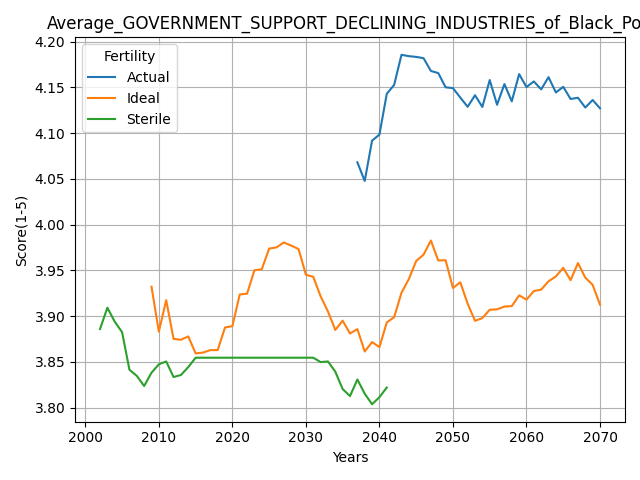 Average_GOVERNMENT_SUPPORT_DECLINING_INDUSTRIES_of_Black_Po
4.20
4.15
4.10
4.05
4.00
3.95
3.90
3.85
3.80
Score(1-5)
Fertility
Actual
Ideal
Sterile
2000 2010 2020 2030 2040 2050 2060 2070
Years